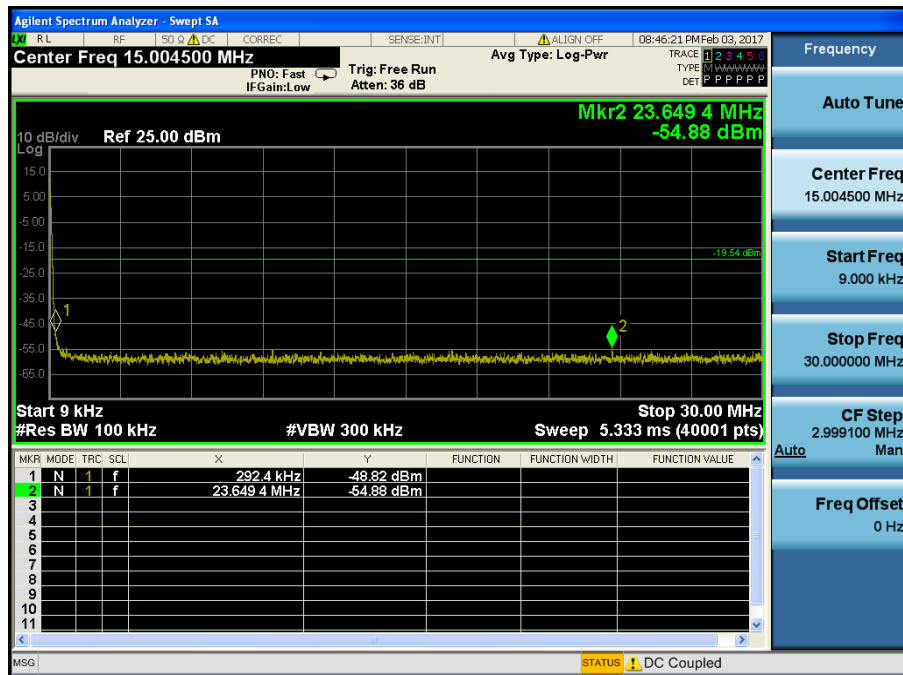 Agilent Spectrum Analyzer - Swept SA
LXI RL RF 50 Ω DC CORREC SENSE:INT ALIGN OFF 08:46:21 PM Feb 03, 2017
Center Freq 15.004500 MHz
PNO: Fast
IFGain:Low
Trig: Free Run
Atten: 36 dB
Avg Type: Log-Pwr
TRACE 1 2 3 4 5 6
TYPE M WWWWW
DET P P P P P P
Mkr2 23.649 4 MHz
-54.88 dBm
10 dB/div Ref 25.00 dBm
Log
15.0
5.00
-5.00
-15.0
-19.54 dBm
-25.0
-35.0
1
-45.0
2
-55.0
-65.0
Start 9 kHz Stop 30.00 MHz
#Res BW 100 kHz #VBW 300 kHz Sweep 5.333 ms (40001 pts)
MKR MODE TRC SCL X Y FUNCTION FUNCTION WIDTH FUNCTION VALUE
1 N 1 f 292.4 kHz -48.82 dBm
2 N 1 f 23.649 4 MHz -54.88 dBm
3
4
5
6
7
8
9
10
11
MSG STATUS DC Coupled
Frequency
Auto Tune
Center Freq
15.004500 MHz
Start Freq
9.000 kHz
Stop Freq
30.000000 MHz
CF Step
2.999100 MHz
Auto Man
Freq Offset
0 Hz